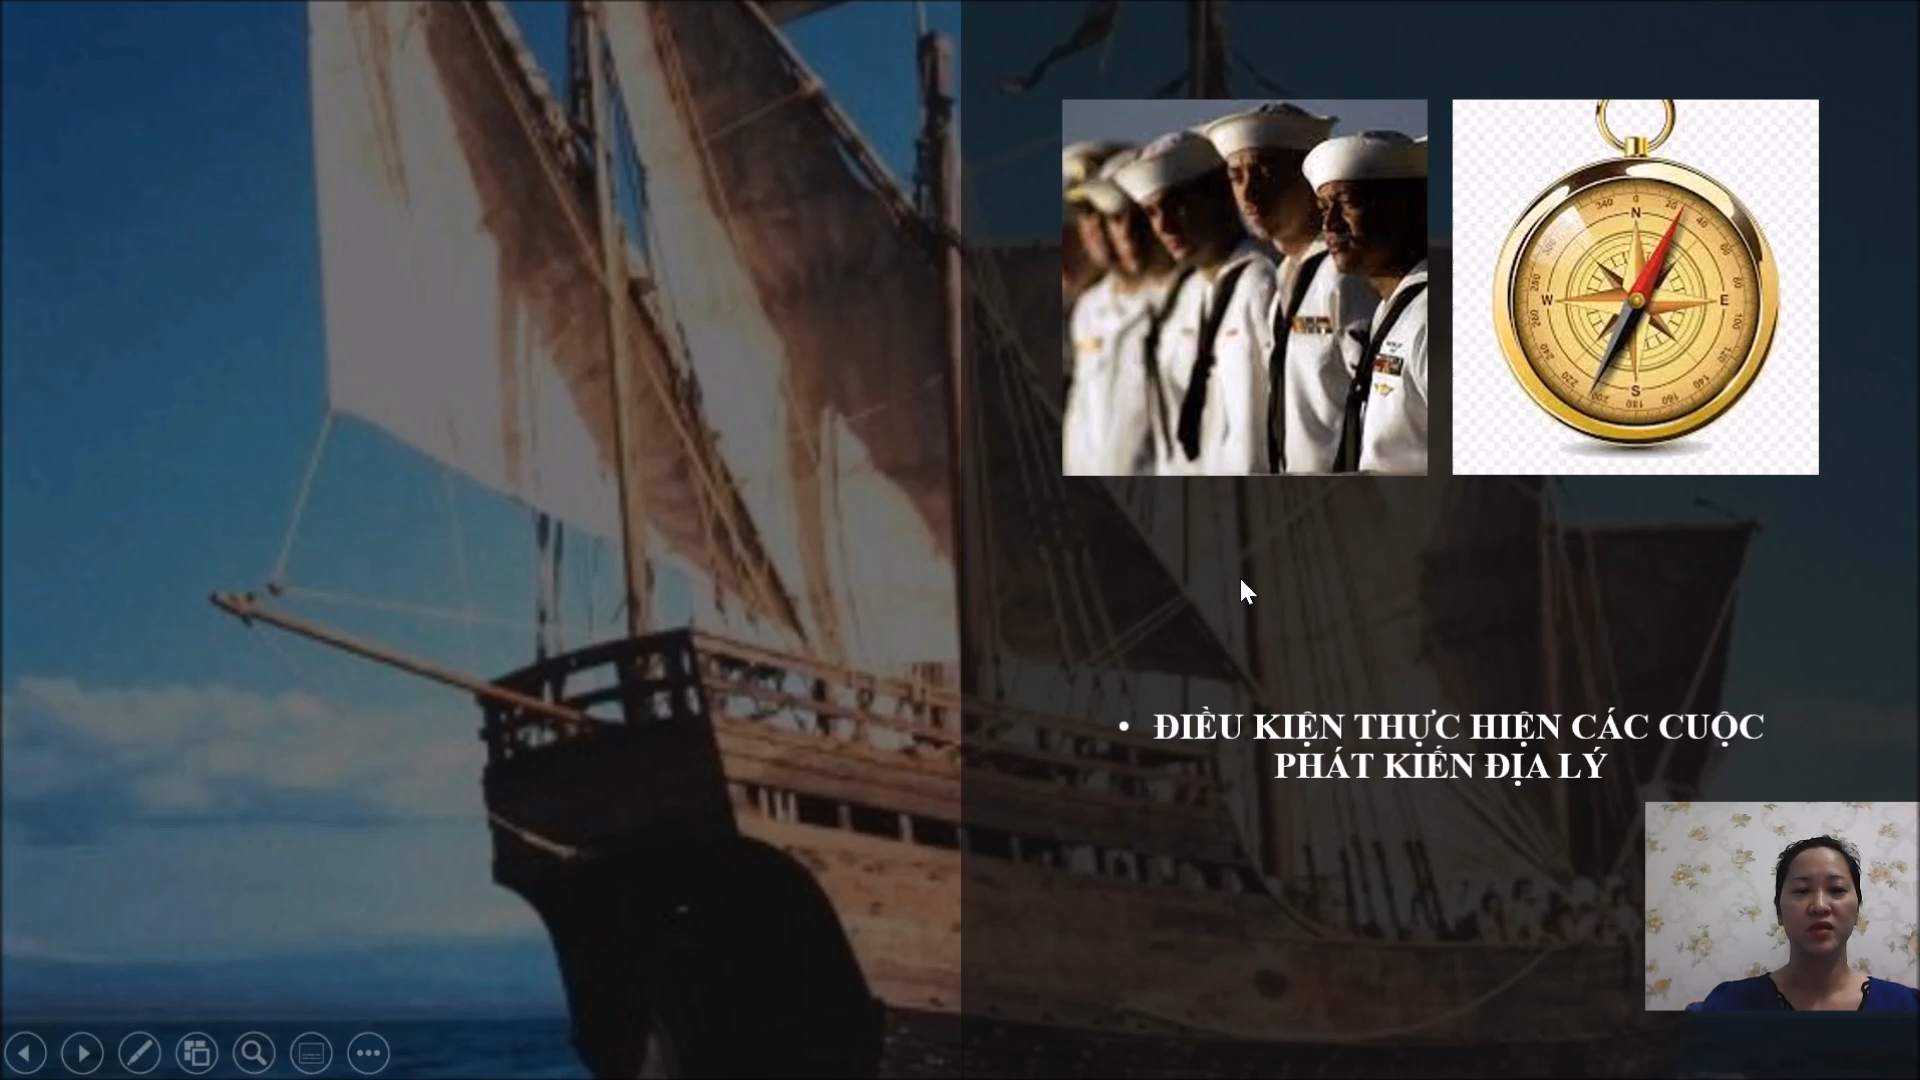 N
W
E
S
• ĐIỀU KIỆN THỰC HIỆN CÁC CUỘC
PHÁT KIẾN ĐỊA LÝ